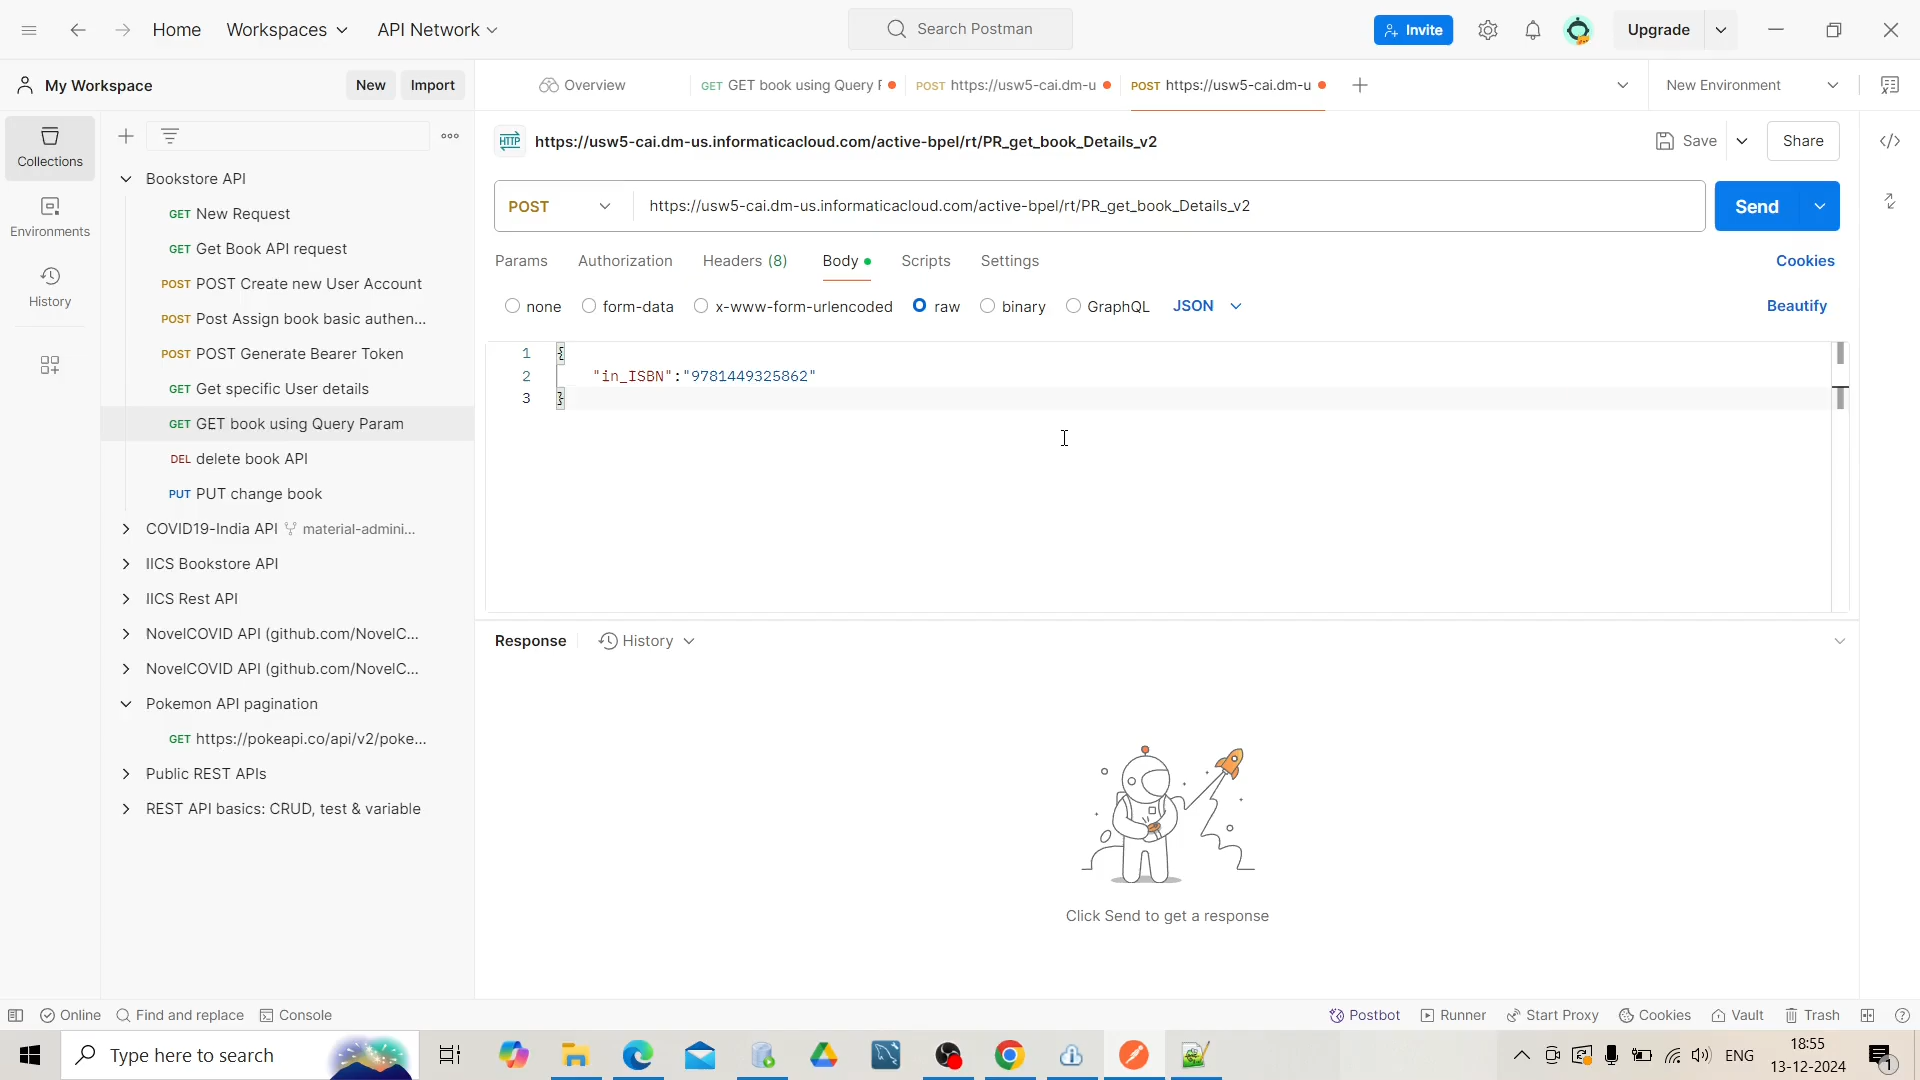 Home
Workspaces
API Network
Search Postman
Invite
Upgrade
My Workspace
New
Import
Overview
GET GET book using Query F
POST https://usw5-cai.dm-u
POST https://usw5-cai.dm-u
New Environment
Collections
Environments
History
Bookstore API
GET New Request
GET Get Book API request
POST POST Create new User Account
POST Post Assign book basic authen...
POST POST Generate Bearer Token
GET Get specific User details
GET GET book using Query Param
DEL delete book API
PUT PUT change book
COVID19-India API material-admini...
IICS Bookstore API
IICS Rest API
NovelCOVID API (github.com/NovelC...
NovelCOVID API (github.com/NovelC...
Pokemon API pagination
GET https://pokeapi.co/api/v2/poke...
Public REST APIs
REST API basics: CRUD, test & variable
HTTP https://usw5-cai.dm-us.informaticacloud.com/active-bpel/rt/PR_get_book_Details_v2
Save
Share
POST https://usw5-cai.dm-us.informaticacloud.com/active-bpel/rt/PR_get_book_Details_v2
Send
Params Authorization Headers (8) Body Scripts Settings
Cookies
none form-data x-www-form-urlencoded raw binary GraphQL JSON
Beautify
1 {
2 "in_ISBN":"9781449325862"
3 }
Response History
Click Send to get a response
Online Find and replace Console
Postbot Runner Start Proxy Cookies Vault Trash
Type here to search
ENG
18:55
13-12-2024
1